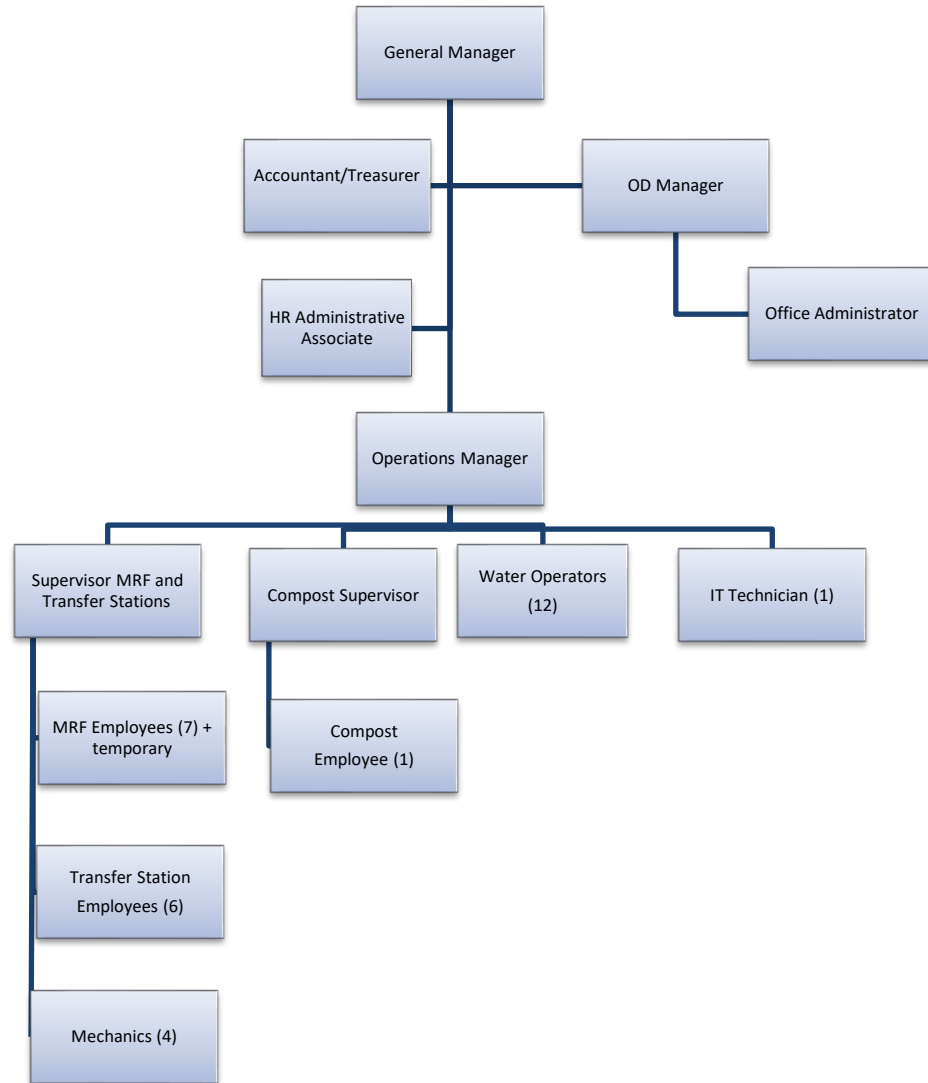 General Manager
Accountant/Treasurer
OD Manager
HR Administrative
Associate
Office Administrator
Operations Manager
Supervisor MRF and
Transfer Stations
Compost Supervisor
Water Operators
(12)
IT Technician (1)
MRF Employees (7) +
temporary
Compost
Employee (1)
Transfer Station
Employees (6)
Mechanics (4)